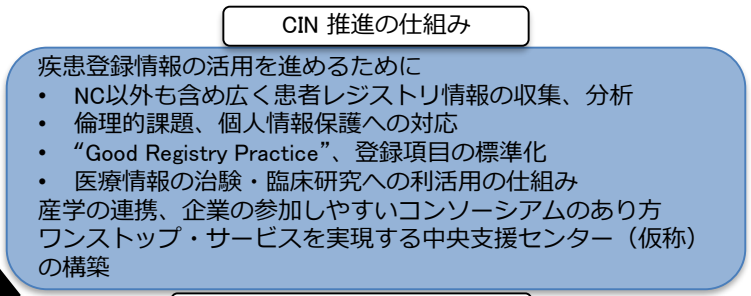 CIN 推進の仕組み
疾患登録情報の活用を進めるために
• NC以外も含め広く患者レジストリ情報の収集、分析
• 倫理的課題、個人情報保護への対応
• “Good Registry Practice”、登録項目の標準化
• 医療情報の治験・臨床研究への利活用の仕組み
産学の連携、企業の参加しやすいコンソーシアムのあり方
ワンストップ・サービスを実現する中央支援センター（仮称）
の構築